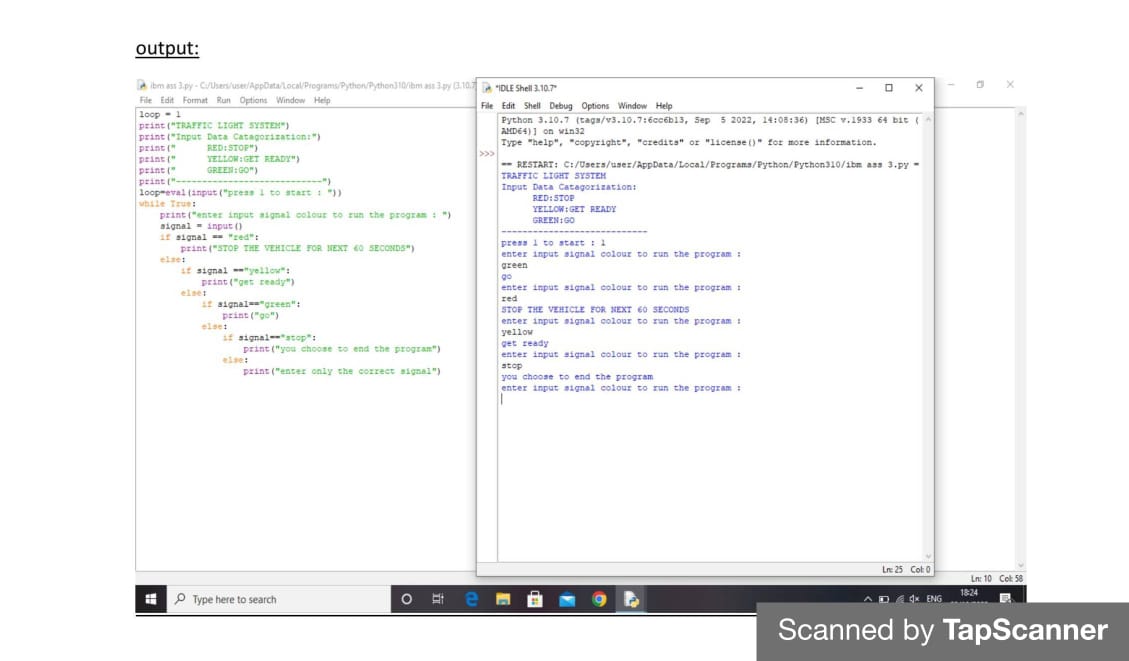 output:
ibm ass 3.py - C:/Users/user/AppData/Local/Programs/Python/Python310/ibm ass 3.py (3.10.7
File Edit Format Run Options Window Help
loop = 1
print("TRAFFIC LIGHT SYSTEM")
print("Input Data Catagorization:")
print("      RED:STOP")
print("      YELLOW:GET READY")
print("      GREEN:GO")
print("----------------------------")
loop=eval(input("press 1 to start : "))
while True:
    print("enter input signal colour to run the program : ")
    signal = input()
    if signal == "red":
        print("STOP THE VEHICLE FOR NEXT 60 SECONDS")
    else:
        if signal =="yellow":
            print("get ready")
        else:
            if signal=="green":
                print("go")
            else:
                if signal=="stop":
                    print("you choose to end the program")
                else:
                    print("enter only the correct signal")
*IDLE Shell 3.10.7*
File Edit Shell Debug Options Window Help
Python 3.10.7 (tags/v3.10.7:6cc6b13, Sep  5 2022, 14:08:36) [MSC v.1933 64 bit (
AMD64)] on win32
Type "help", "copyright", "credits" or "license()" for more information.
>>>
== RESTART: C:/Users/user/AppData/Local/Programs/Python/Python310/ibm ass 3.py =
TRAFFIC LIGHT SYSTEM
Input Data Catagorization:
      RED:STOP
      YELLOW:GET READY
      GREEN:GO
----------------------------
press 1 to start : 1
enter input signal colour to run the program :
green
go
enter input signal colour to run the program :
red
STOP THE VEHICLE FOR NEXT 60 SECONDS
enter input signal colour to run the program :
yellow
get ready
enter input signal colour to run the program :
stop
you choose to end the program
enter input signal colour to run the program :
Ln: 25 Col: 0
Ln: 10 Col: 58
Type here to search
ENG
18:24
Scanned by TapScanner